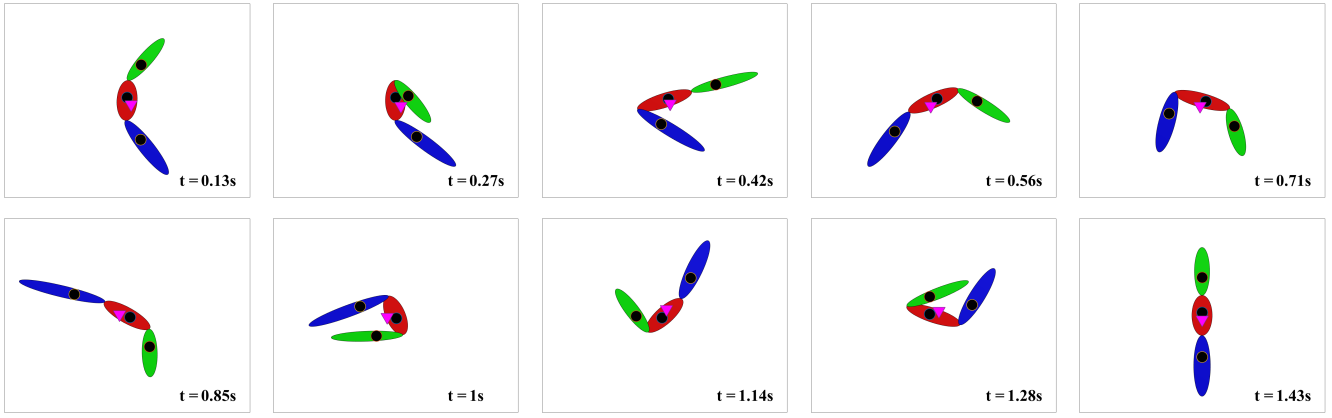 t = 0.13s
t = 0.27s
t = 0.42s
t = 0.56s
t = 0.71s
t = 0.85s
t = 1s
t = 1.14s
t = 1.28s
t = 1.43s